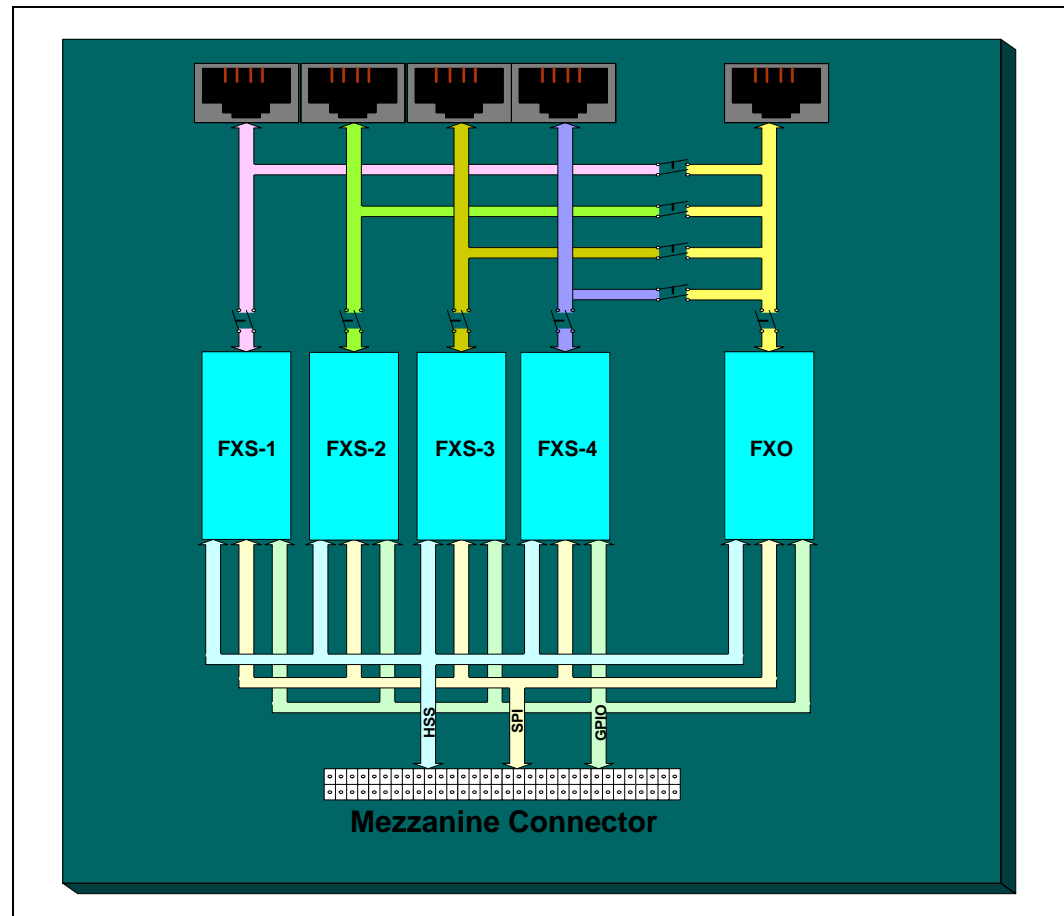 FXS-1
FXS-2
FXS-3
FXS-4
FXO
HSS
SPI
GPIO
Mezzanine Connector